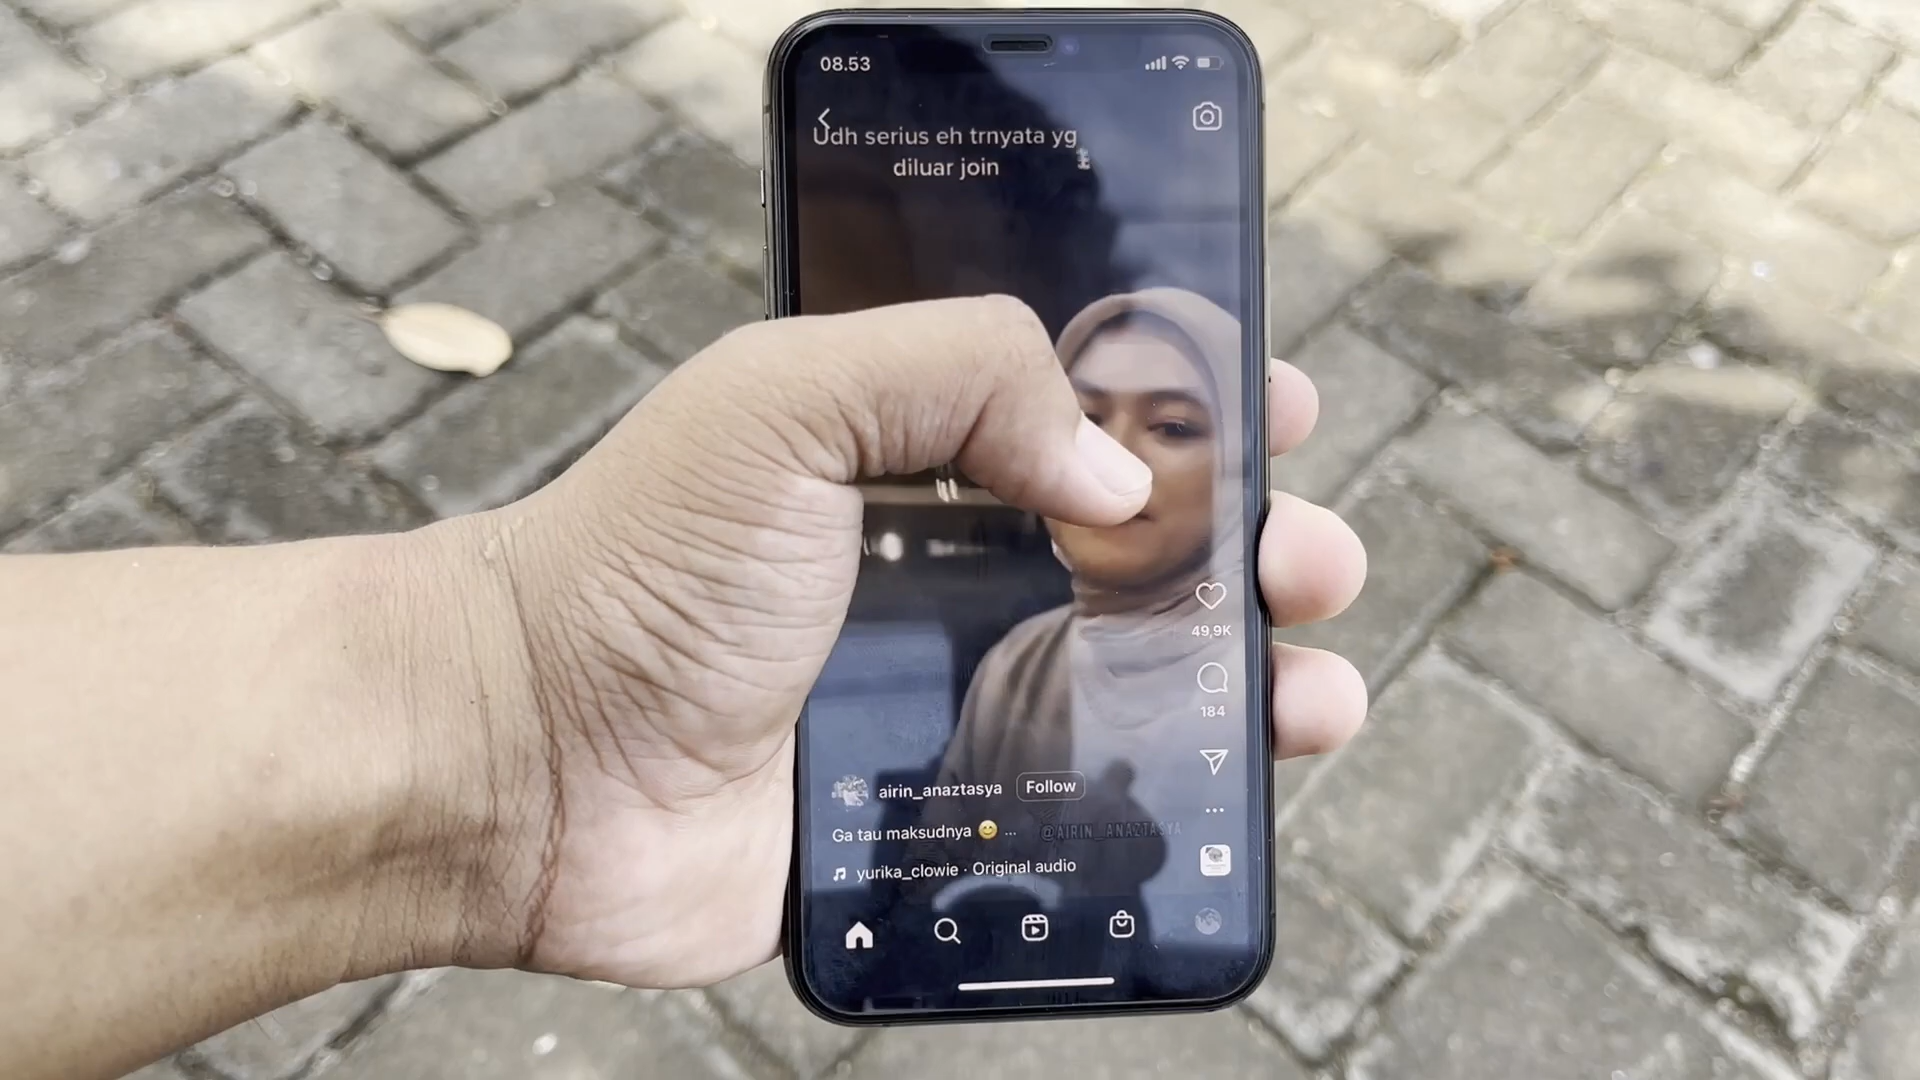 08.53
Udh serius eh trnyata yg
diluar join
49,9K
184
airin_anaztasya Follow
Ga tau maksudnya 😊 ... @AIRIN_ANAZTASYA
yurika_clowie · Original audio